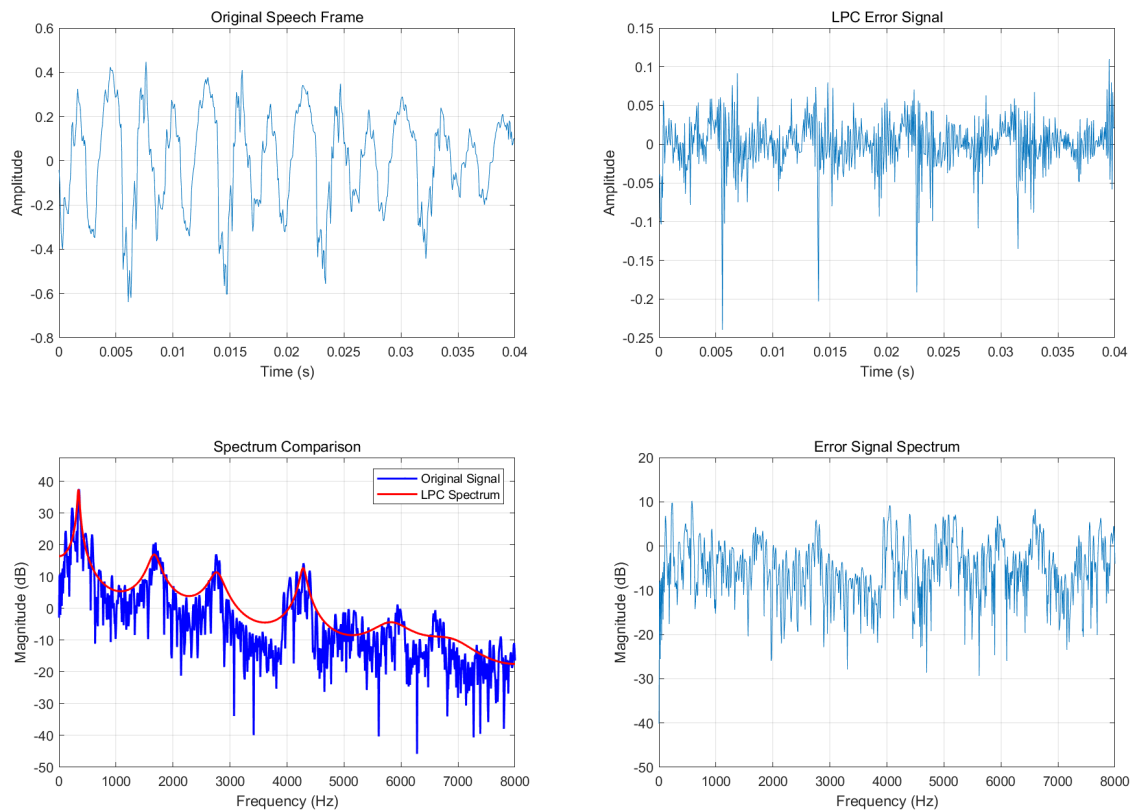 Original Speech Frame
0.6
0.4
0.2
0
-0.2
-0.4
-0.6
-0.8
Amplitude
0 0.005 0.01 0.015 0.02 0.025 0.03 0.035 0.04
Time (s)
LPC Error Signal
0.15
0.1
0.05
0
-0.05
-0.1
-0.15
-0.2
-0.25
Amplitude
0 0.005 0.01 0.015 0.02 0.025 0.03 0.035 0.04
Time (s)
Spectrum Comparison
Original Signal
LPC Spectrum
40
30
20
10
0
-10
-20
-30
-40
-50
Magnitude (dB)
0 1000 2000 3000 4000 5000 6000 7000 8000
Frequency (Hz)
Error Signal Spectrum
20
10
0
-10
-20
-30
-40
-50
Magnitude (dB)
0 1000 2000 3000 4000 5000 6000 7000 8000
Frequency (Hz)